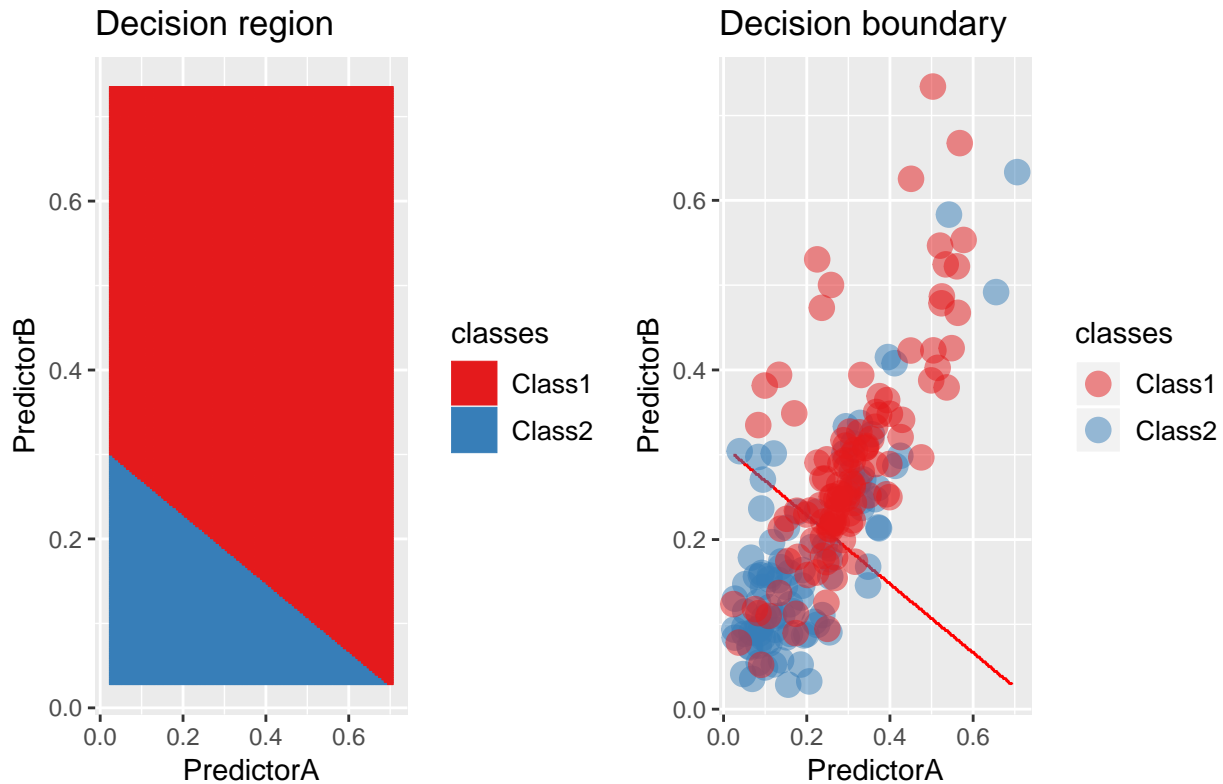 Decision region
PredictorB
0.6
0.4
0.2
0.0
0.0 0.2 0.4 0.6
PredictorA
classes
Class1
Class2
Decision boundary
PredictorB
0.6
0.4
0.2
0.0
0.0 0.2 0.4 0.6
PredictorA
classes
Class1
Class2